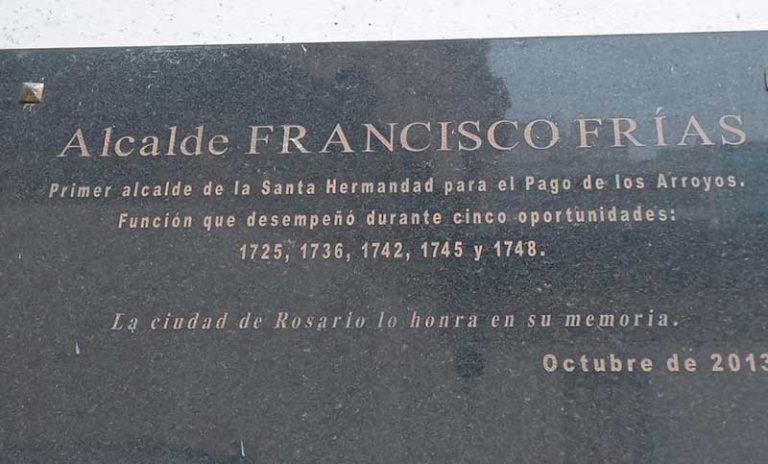 Alcalde FRANCISCO FRÍAS
Primer alcalde de la Santa Hermandad para el Pago de los Arroyos.
Función que desempeñó durante cinco oportunidades:
1725, 1736, 1742, 1745 y 1748.
La ciudad de Rosario lo honra en su memoria.
Octubre de 2013